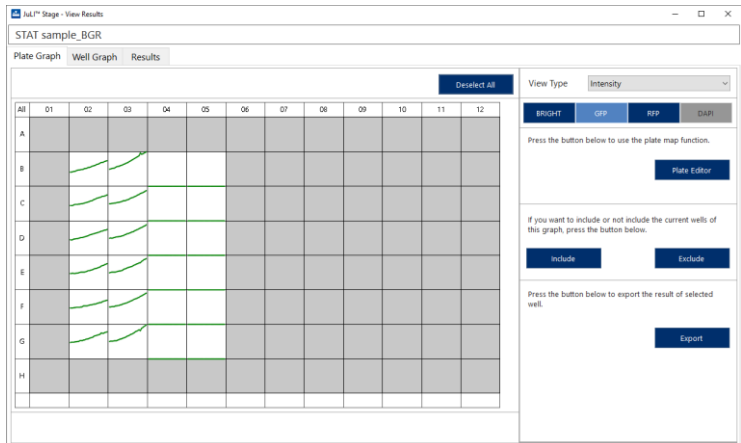 JuLI™ Stage - View Results
STAT sample_BGR
Plate Graph Well Graph Results
Deselect All
All 01 02 03 04 05 06 07 08 09 10 11 12
A
B
C
D
E
F
G
H
View Type Intensity
BRIGHT GFP RFP DAPI
Press the button below to use the plate map function.
Plate Editor
If you want to include or not include the current wells of
this graph, press the button below.
Include Exclude
Press the button below to export the result of selected
well.
Export